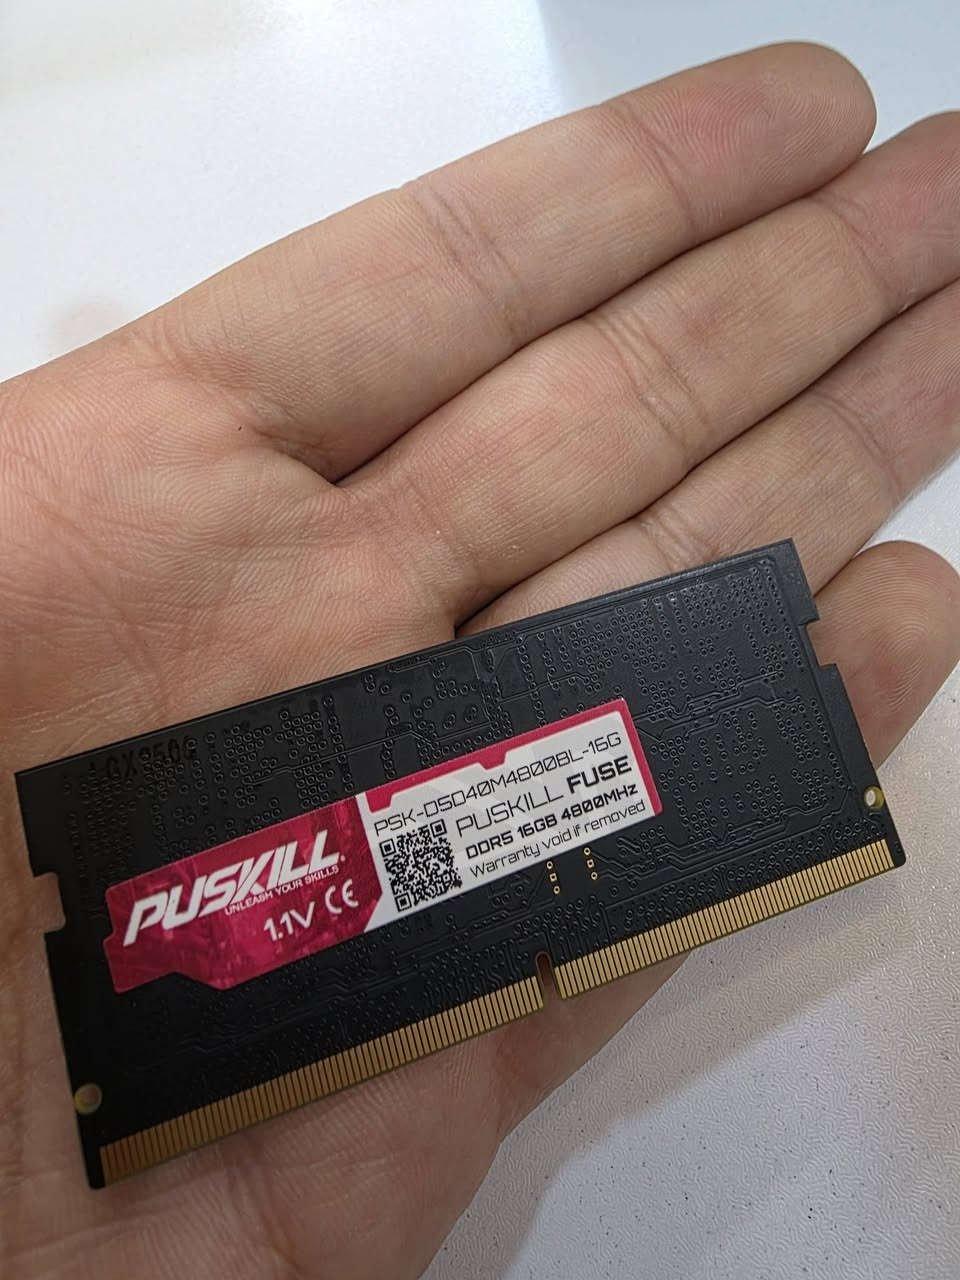 PUSKILL
UNLEASH YOUR SKILLS
1.1V CE
PSK-D5D40M4800BL-16G
PUSKILL FUSE
DDR5 16GB 4800MHz
Warranty void if removed